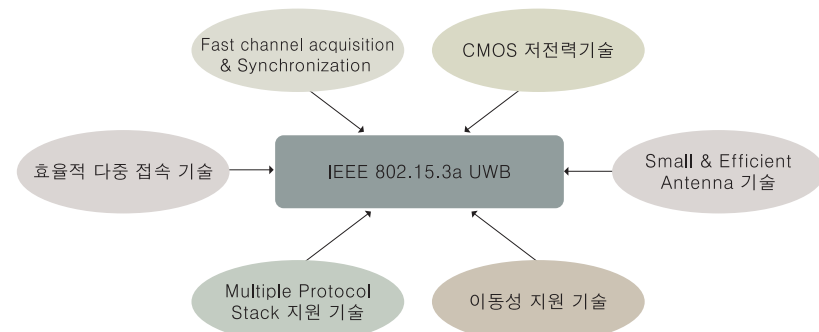 Fast channel acquisition
& Synchronization
CMOS 저전력기술
효율적 다중 접속 기술
IEEE 802.15.3a UWB
Small & Efficient
Antenna 기술
Multiple Protocol
Stack 지원 기술
이동성 지원 기술